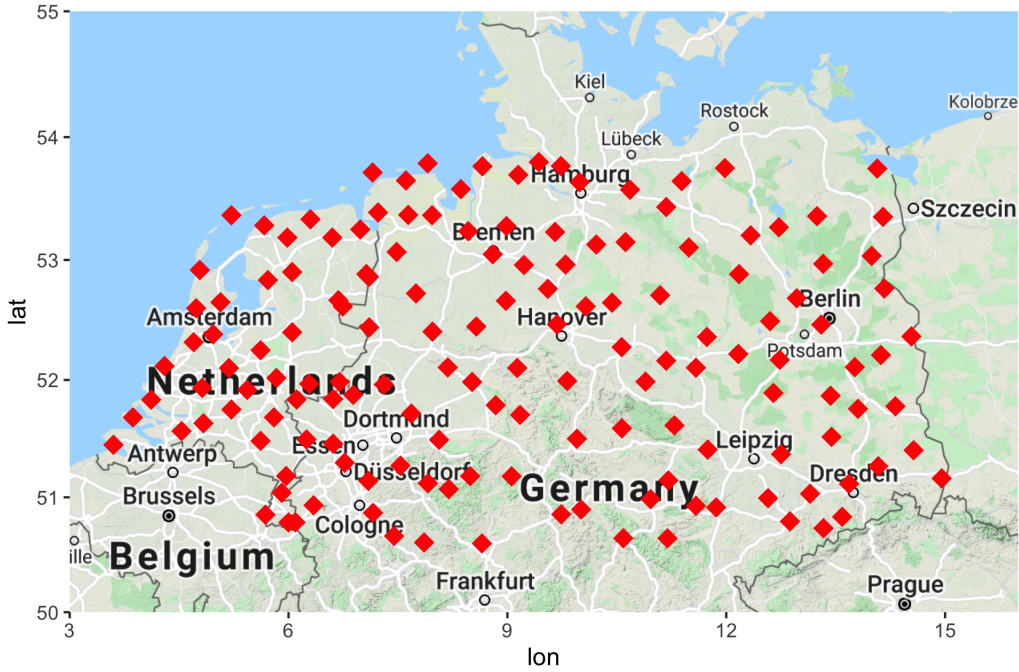 55
Kiel
Kolobrze
Rostock
54
Lübeck
Hamburg
Szczecin
Bremen
53
lat
Berlin
Amsterdam
Hanover
Potsdam
52
Netherlands
Dortmund
Essen
Leipzig
Antwerp
Düsseldorf
Dresden
51
Brussels
Germany
Cologne
ille
Belgium
Frankfurt
Prague
50
3
6
9
12
15
lon